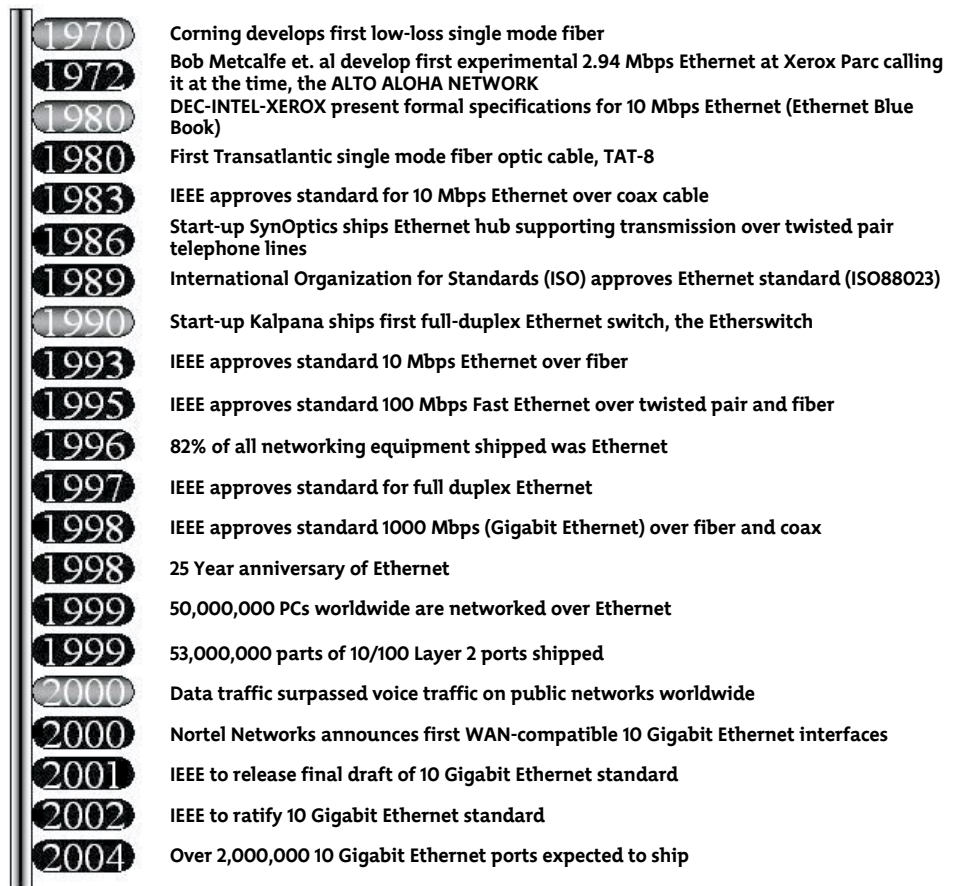 1970 Corning develops first low-loss single mode fiber
1972 Bob Metcalfe et. al develop first experimental 2.94 Mbps Ethernet at Xerox Parc calling
it at the time, the ALTO ALOHA NETWORK
1980 DEC-INTEL-XEROX present formal specifications for 10 Mbps Ethernet (Ethernet Blue
Book)
1980 First Transatlantic single mode fiber optic cable, TAT-8
1983 IEEE approves standard for 10 Mbps Ethernet over coax cable
1986 Start-up SynOptics ships Ethernet hub supporting transmission over twisted pair
telephone lines
1989 International Organization for Standards (ISO) approves Ethernet standard (ISO88023)
1990 Start-up Kalpana ships first full-duplex Ethernet switch, the Etherswitch
1993 IEEE approves standard 10 Mbps Ethernet over fiber
1995 IEEE approves standard 100 Mbps Fast Ethernet over twisted pair and fiber
1996 82% of all networking equipment shipped was Ethernet
1997 IEEE approves standard for full duplex Ethernet
1998 IEEE approves standard 1000 Mbps (Gigabit Ethernet) over fiber and coax
1998 25 Year anniversary of Ethernet
1999 50,000,000 PCs worldwide are networked over Ethernet
1999 53,000,000 parts of 10/100 Layer 2 ports shipped
2000 Data traffic surpassed voice traffic on public networks worldwide
2000 Nortel Networks announces first WAN-compatible 10 Gigabit Ethernet interfaces
2001 IEEE to release final draft of 10 Gigabit Ethernet standard
2002 IEEE to ratify 10 Gigabit Ethernet standard
2004 Over 2,000,000 10 Gigabit Ethernet ports expected to ship